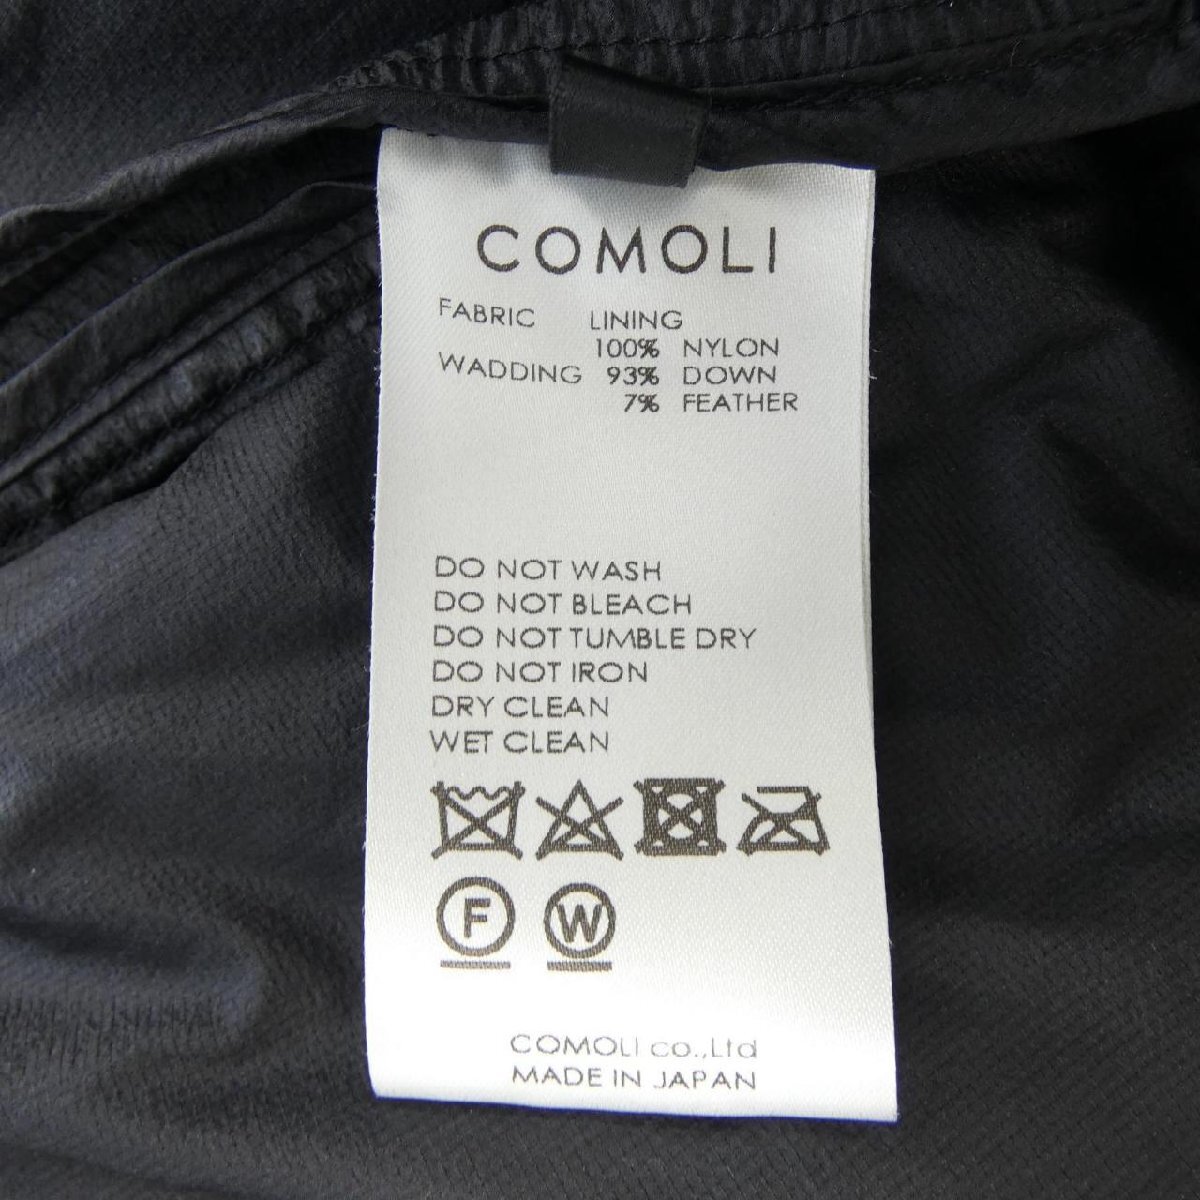 COMOLI
FABRIC LINING
100% NYLON
WADDING 93% DOWN
7% FEATHER
DO NOT WASH
DO NOT BLEACH
DO NOT TUMBLE DRY
DO NOT IRON
DRY CLEAN
WET CLEAN
F W
COMOLI co.,Ltd
MADE IN JAPAN